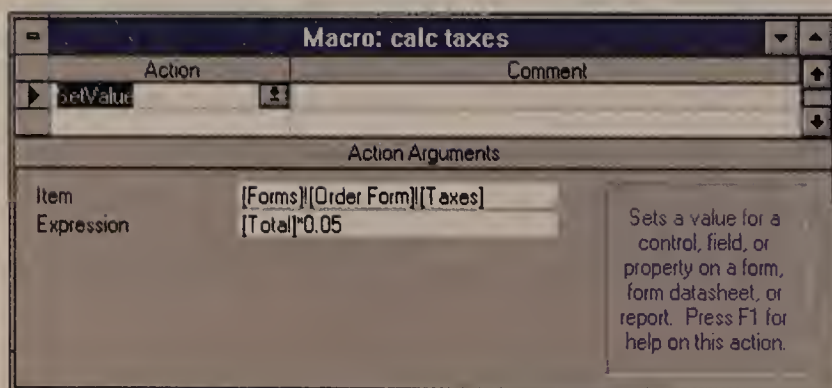 Macro: calc taxes
Action Comment
SetValue
Action Arguments
Item [Forms]![Order Form]![Taxes]
Expression [Total]*0.05
Sets a value for a
control, field, or
property on a form,
form datasheet, or
report. Press F1 for
help on this action.